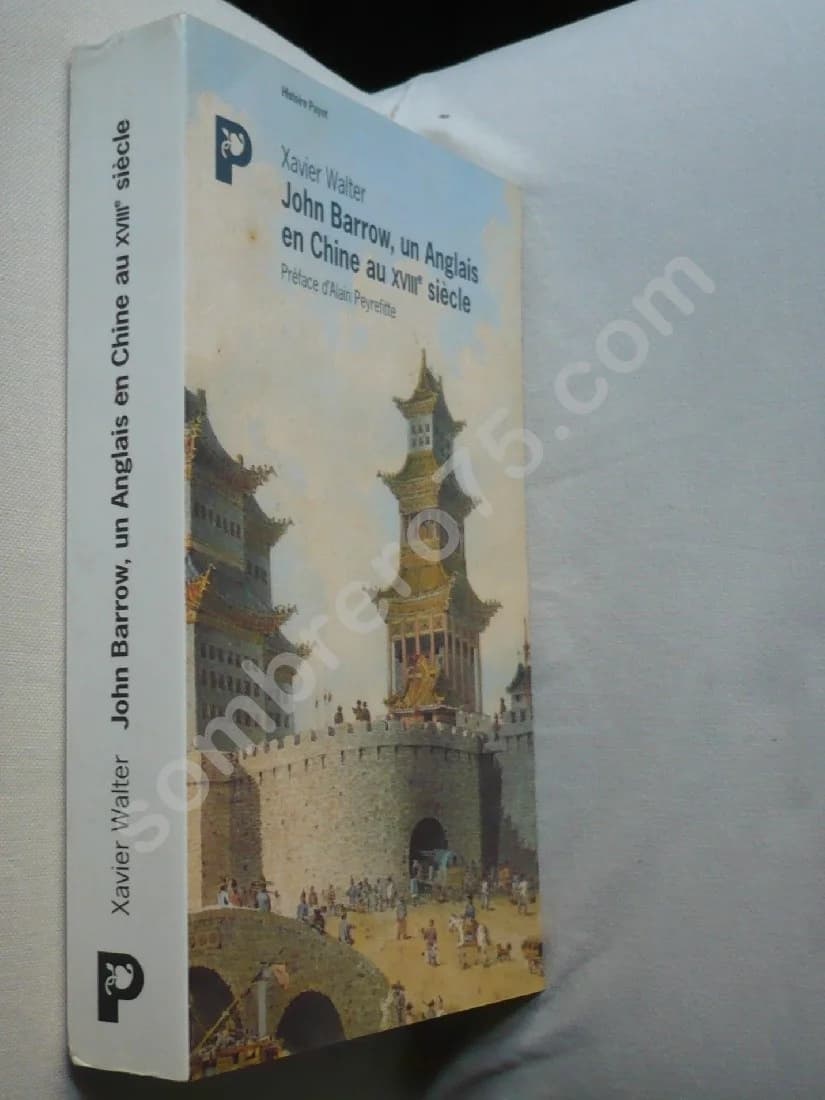 Histoire Payot
Xavier Walter
John Barrow, un Anglais
en Chine au XVIIIe siècle
Préface d'Alain Peyrefitte
Xavier Walter John Barrow, un Anglais en Chine au XVIIIe siècle
P
P
sombrero75.com